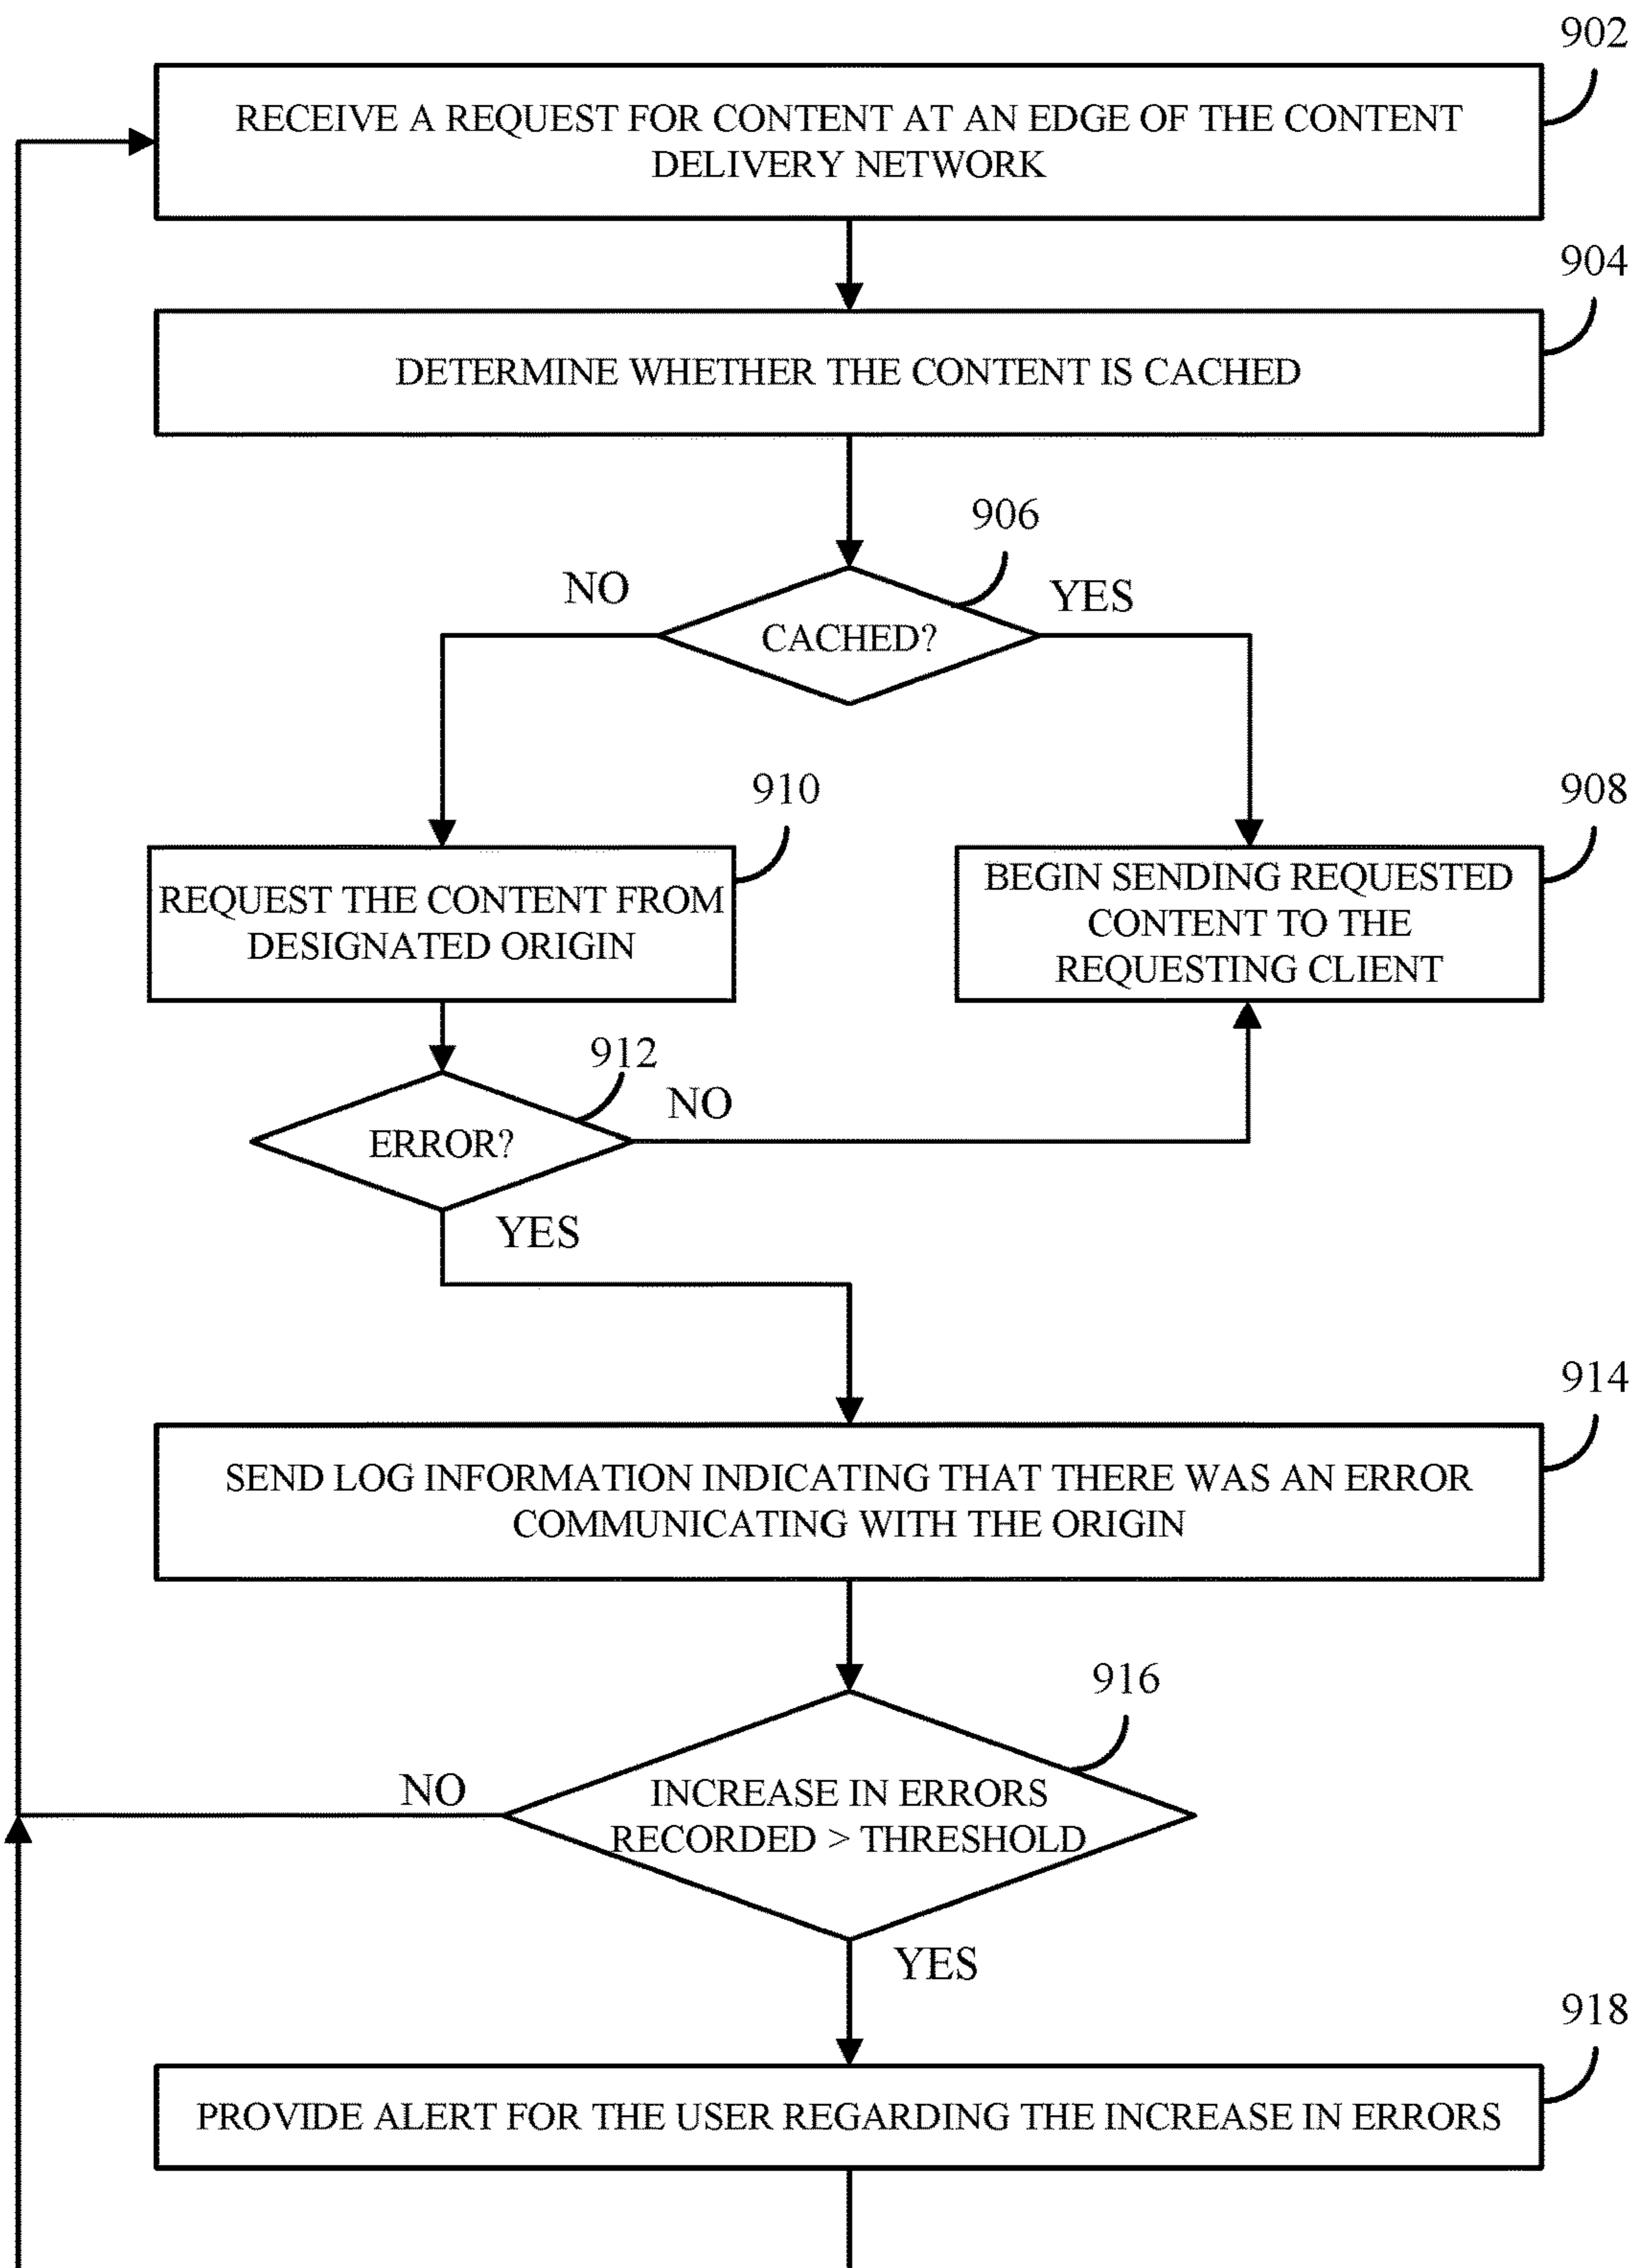 902
RECEIVE A REQUEST FOR CONTENT AT AN EDGE OF THE CONTENT
DELIVERY NETWORK
904
DETERMINE WHETHER THE CONTENT IS CACHED
906
NO
YES
CACHED?
910
908
REQUEST THE CONTENT FROM
DESIGNATED ORIGIN
BEGIN SENDING REQUESTED
CONTENT TO THE
REQUESTING CLIENT
912
NO
ERROR?
YES
914
SEND LOG INFORMATION INDICATING THAT THERE WAS AN ERROR
COMMUNICATING WITH THE ORIGIN
916
NO
INCREASE IN ERRORS
RECORDED > THRESHOLD
YES
918
PROVIDE ALERT FOR THE USER REGARDING THE INCREASE IN ERRORS